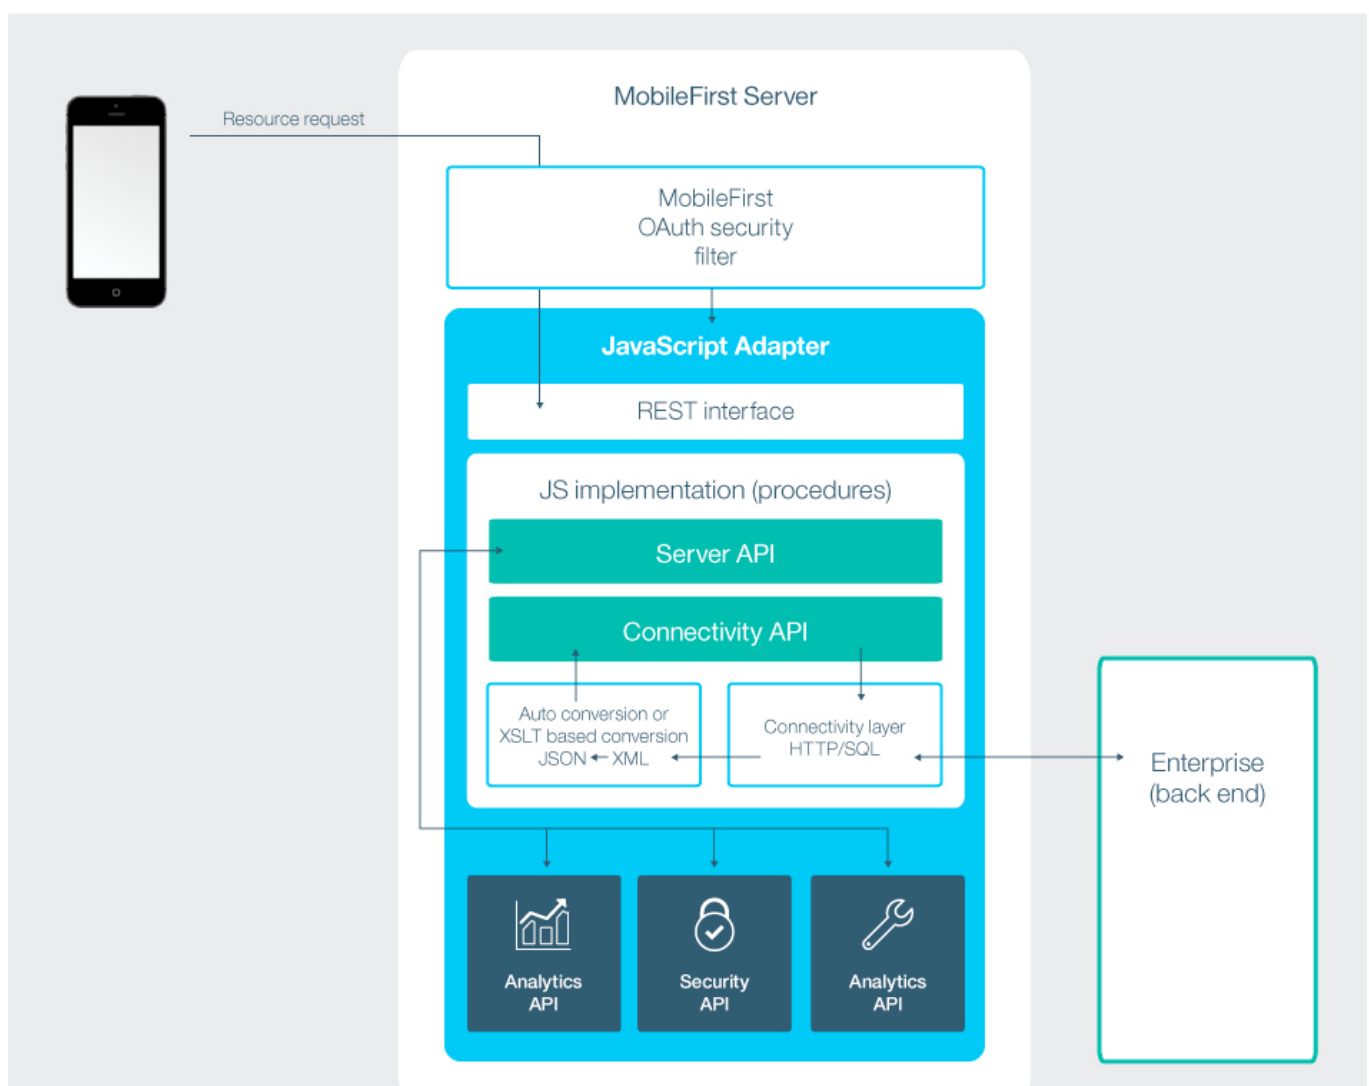 MobileFirst Server
Resource request
MobileFirst
OAuth security
filter
JavaScript Adapter
REST interface
JS implementation (procedures)
Server API
Connectivity API
Auto conversion or
XSLT based conversion
JSON ← XML
Connectivity layer
HTTP/SQL
Enterprise
(back end)
Analytics
API
Security
API
Analytics
API